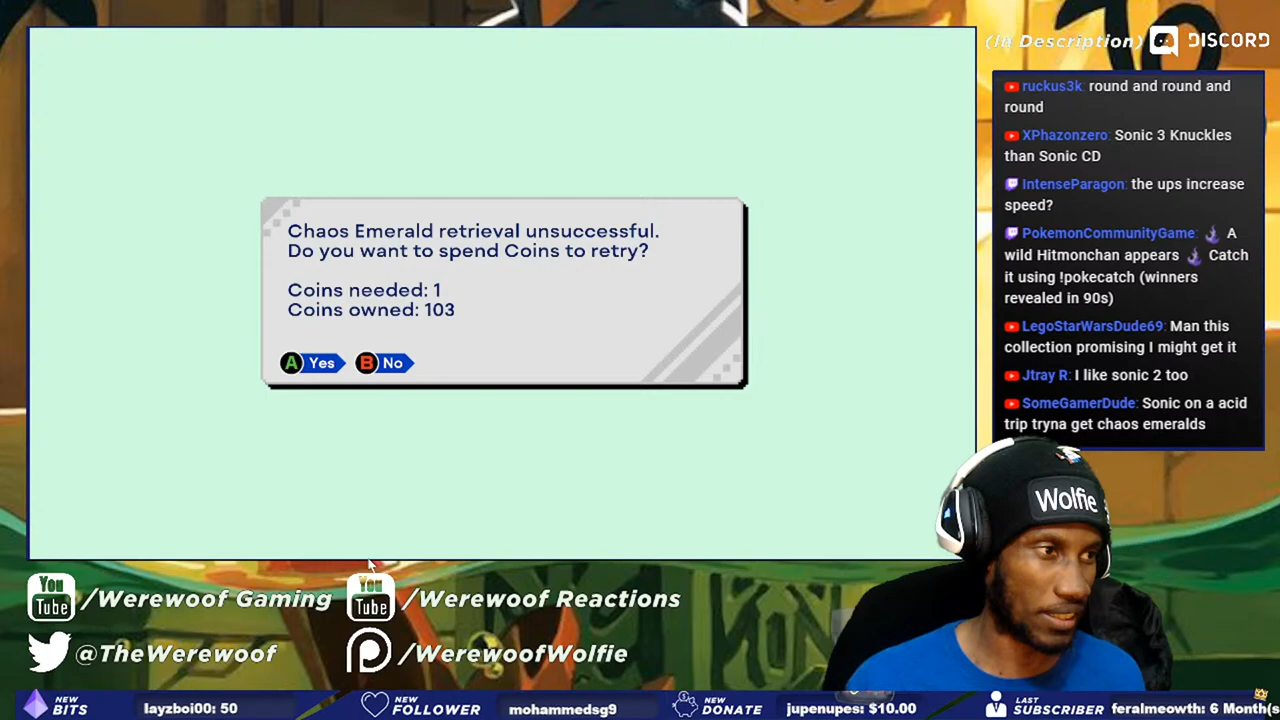 (In Description) DISCORD
Chaos Emerald retrieval unsuccessful.
Do you want to spend Coins to retry?
Coins needed: 1
Coins owned: 103
A Yes B No
ruckus3k: round and round and
round
XPhazonzero: Sonic 3 Knuckles
than Sonic CD
IntenseParagon: the ups increase
speed?
PokemonCommunityGame: A
wild Hitmonchan appears Catch
it using !pokecatch (winners
revealed in 90s)
LegoStarWarsDude69: Man this
collection promising I might get it
Jtray R: I like sonic 2 too
SomeGamerDude: Sonic on a acid
trip tryna get chaos emeralds
Wolfie
You Tube /Werewoof Gaming
You Tube /Werewoof Reactions
@TheWerewoof
/WerewoofWolfie
NEW BITS layzboi00: 50
NEW FOLLOWER mohammedsg9
NEW DONATE jupenupes: $10.00
LAST SUBSCRIBER feralmeowth: 6 Month(s